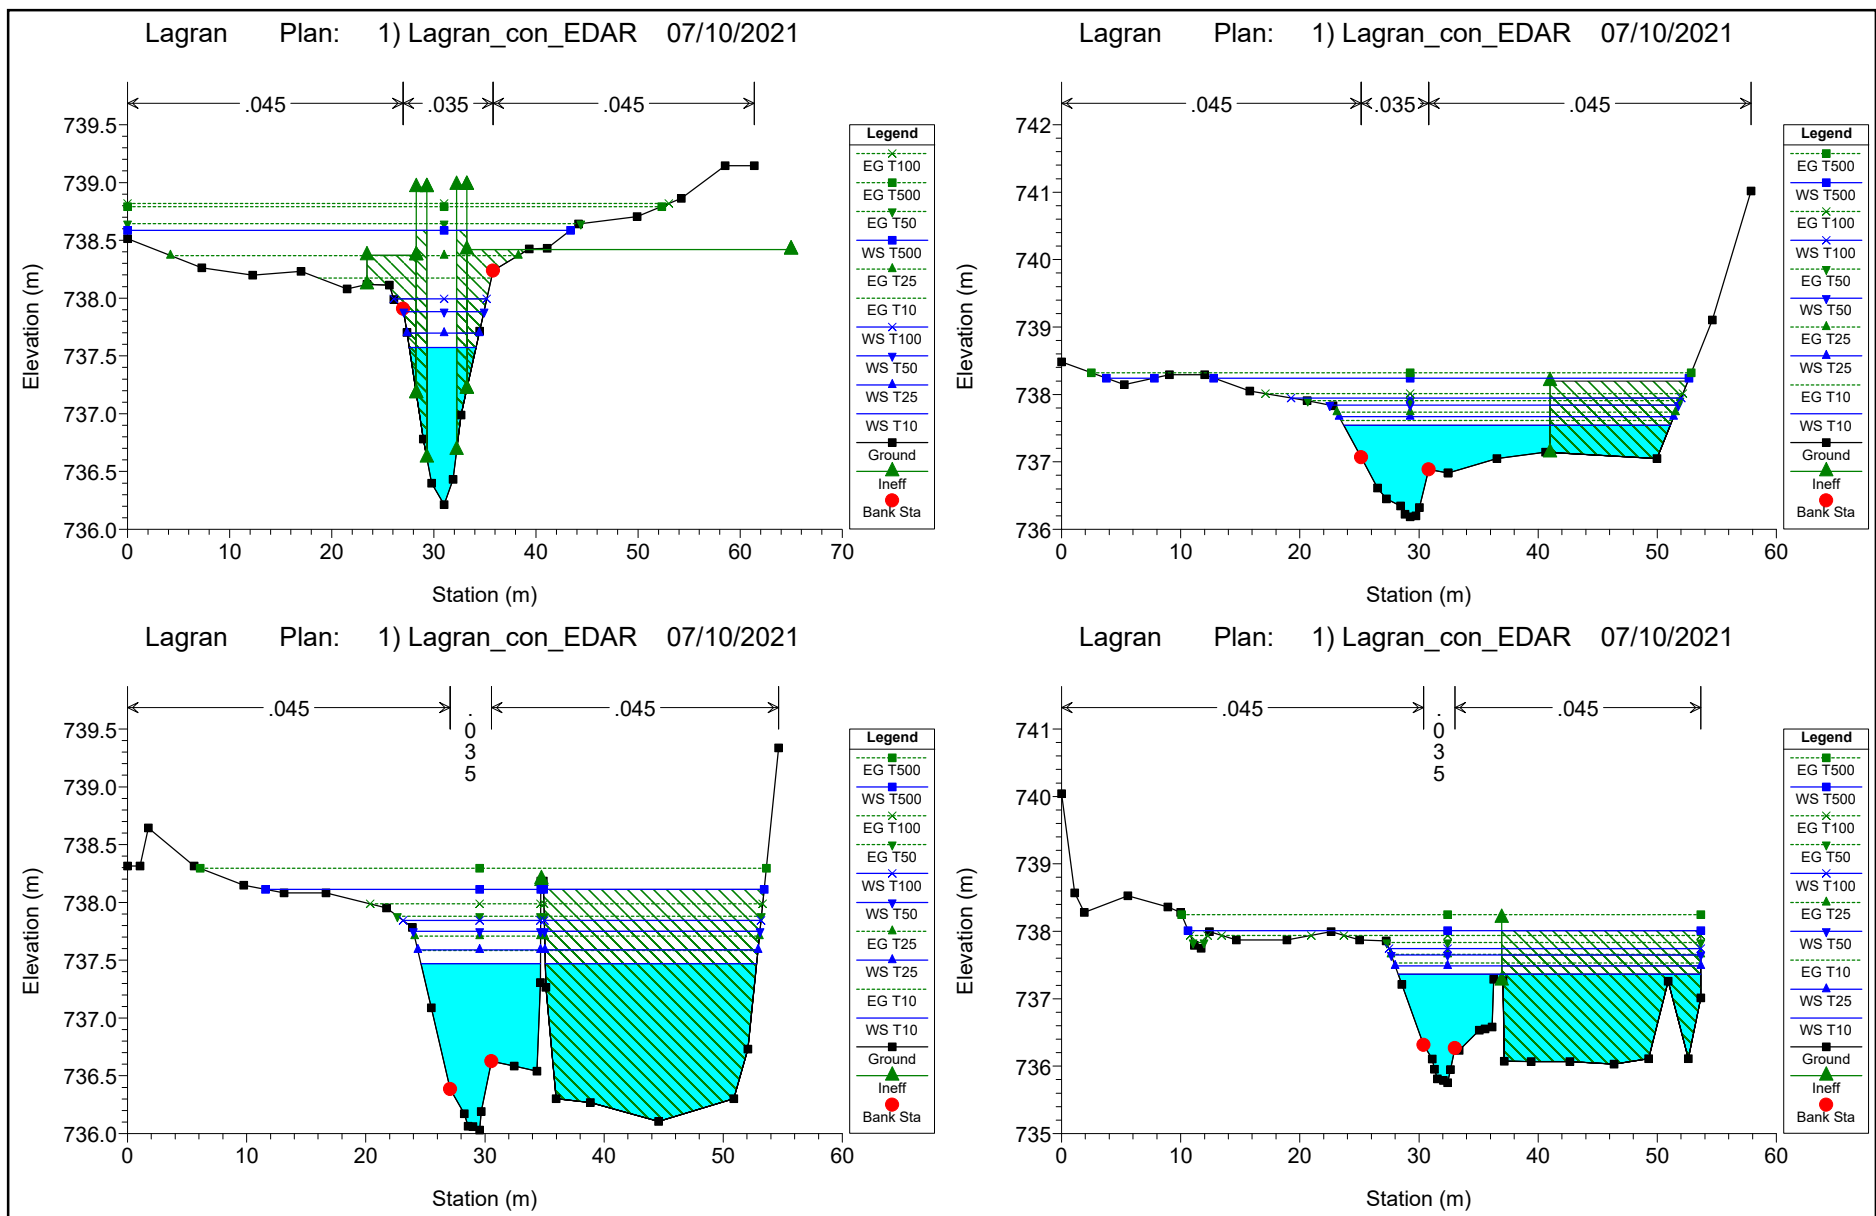 Lagran Plan: 1) Lagran_con_EDAR 07/10/2021
.045 .035 .045
739.5
739.0
738.5
738.0
737.5
737.0
736.5
736.0
Elevation (m)
0 10 20 30 40 50 60 70
Station (m)
Legend
EG T100
EG T500
EG T50
WS T500
EG T25
EG T10
WS T100
WS T50
WS T25
WS T10
Ground
Ineff
Bank Sta
Lagran Plan: 1) Lagran_con_EDAR 07/10/2021
.045 .035 .045
742
741
740
739
738
737
736
Elevation (m)
0 10 20 30 40 50 60
Station (m)
Legend
EG T500
WS T500
EG T100
WS T100
EG T50
WS T50
EG T25
WS T25
EG T10
WS T10
Ground
Ineff
Bank Sta
Lagran Plan: 1) Lagran_con_EDAR 07/10/2021
.045 .035 .045
739.5
739.0
738.5
738.0
737.5
737.0
736.5
736.0
Elevation (m)
0 10 20 30 40 50 60
Station (m)
Legend
EG T500
WS T500
EG T100
EG T50
WS T100
WS T50
EG T25
WS T25
EG T10
WS T10
Ground
Ineff
Bank Sta
Lagran Plan: 1) Lagran_con_EDAR 07/10/2021
.045 .035 .045
741
740
739
738
737
736
735
Elevation (m)
0 10 20 30 40 50 60
Station (m)
Legend
EG T500
WS T500
EG T100
EG T50
WS T100
EG T25
WS T50
EG T10
WS T25
WS T10
Ground
Ineff
Bank Sta